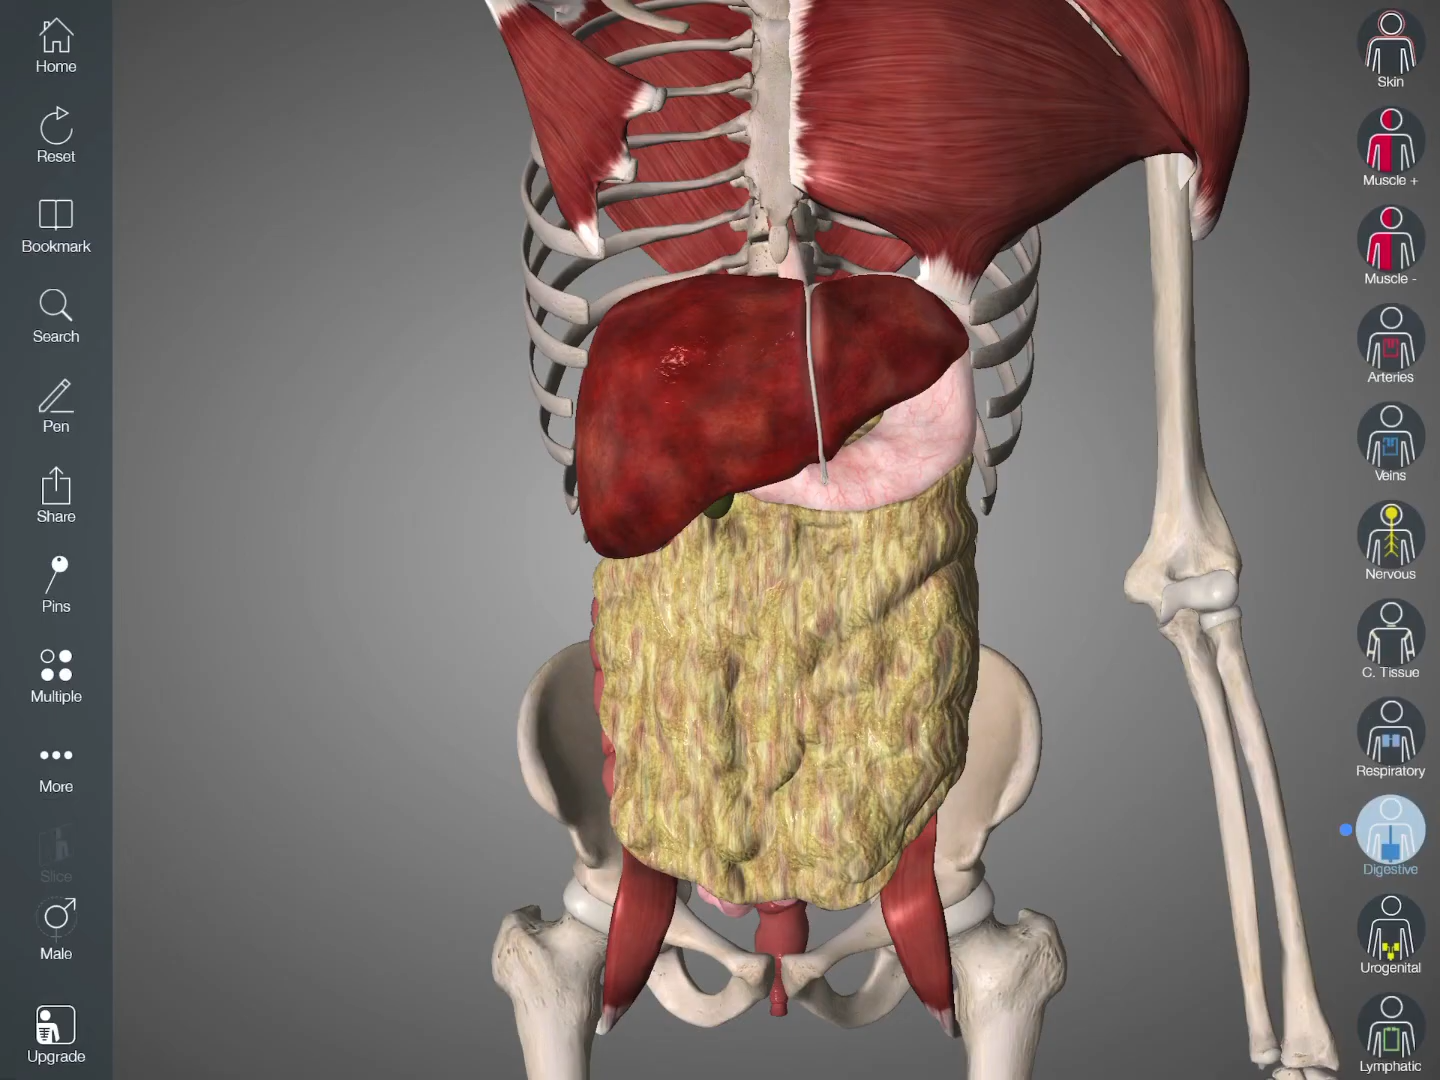 Home
Reset
Bookmark
Search
Pen
Share
Pins
Multiple
More
Slice
Male
Upgrade
Skin
Muscle +
Muscle -
Arteries
Veins
Nervous
C. Tissue
Respiratory
Digestive
Urogenital
Lymphatic